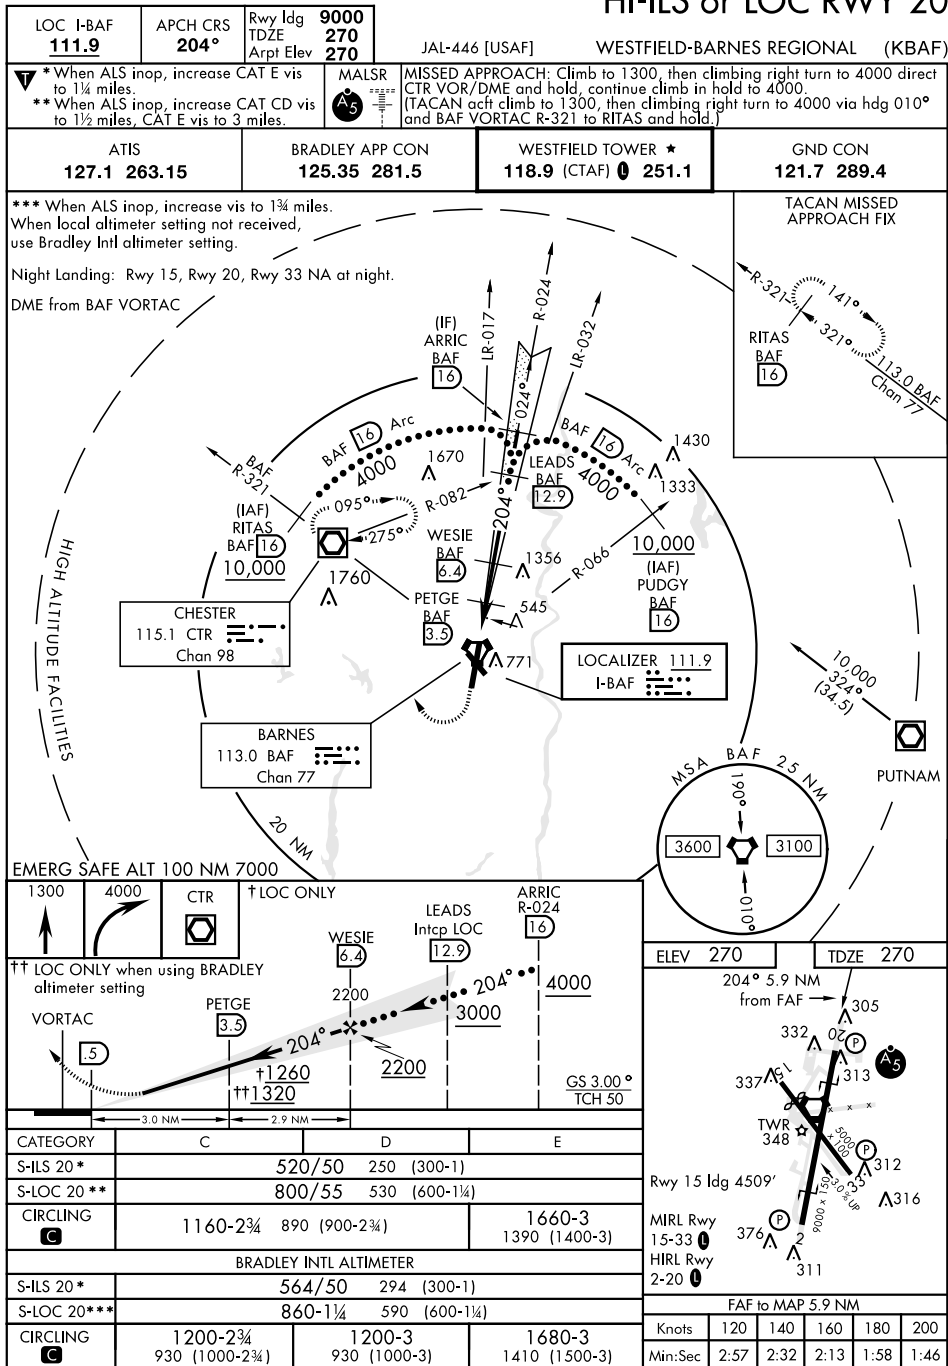 HI-ILS or LOC RWY 20
LOC I-BAF
111.9
APCH CRS
204°
Rwy ldg 9000
TDZE 270
Arpt Elev 270
JAL-446 [USAF]
WESTFIELD-BARNES REGIONAL (KBAF)
T
* When ALS inop, increase CAT E vis
to 1¼ miles.
** When ALS inop, increase CAT CD vis
to 1½ miles, CAT E vis to 3 miles.
MALSR
A5
MISSED APPROACH: Climb to 1300, then climbing right turn to 4000 direct
CTR VOR/DME and hold, continue climb in hold to 4000.
(TACAN acft climb to 1300, then climbing right turn to 4000 via hdg 010°
and BAF VORTAC R-321 to RITAS and hold.)
ATIS
127.1 263.15
BRADLEY APP CON
125.35 281.5
WESTFIELD TOWER ★
118.9 (CTAF) L 251.1
GND CON
121.7 289.4
*** When ALS inop, increase vis to 1¾ miles.
When local altimeter setting not received,
use Bradley Intl altimeter setting.
Night Landing: Rwy 15, Rwy 20, Rwy 33 NA at night.
DME from BAF VORTAC
TACAN MISSED
APPROACH FIX
R-321
141°
321°
RITAS
BAF
16
113.0 BAF
Chan 77
(IF)
ARRIC
BAF
16
LR-017
R-024
LR-032
024°
BAF 16 Arc
4000
BAF 16 Arc
4000
1430
1333
1670
LEADS
BAF
12.9
BAF
R-321
095°
275°
R-082
204°
(IAF)
RITAS
BAF 16
10,000
WESIE
BAF
6.4
1356
R-066
10,000
(IAF)
PUDGY
BAF
16
1760
PETGE
BAF
3.5
545
771
CHESTER
115.1 CTR
Chan 98
LOCALIZER 111.9
I-BAF
BARNES
113.0 BAF
Chan 77
10,000
324°
(34.5)
PUTNAM
HIGH ALTITUDE FACILITIES
20 NM
MSA BAF 25 NM
190°
3600
3100
010°
EMERG SAFE ALT 100 NM 7000
1300
4000
CTR
† LOC ONLY
†† LOC ONLY when using BRADLEY
altimeter setting
VORTAC
.5
PETGE
3.5
WESIE
6.4
2200
LEADS
Intcp LOC
12.9
ARRIC
R-024
16
204°
4000
3000
204°
2200
†1260
††1320
GS 3.00°
TCH 50
3.0 NM
2.9 NM
CATEGORY C D E
S-ILS 20 * 520/50 250 (300-1)
S-LOC 20 ** 800/55 530 (600-1¼)
CIRCLING C 1160-2¾ 890 (900-2¾) 1660-3 1390 (1400-3)
BRADLEY INTL ALTIMETER
S-ILS 20 * 564/50 294 (300-1)
S-LOC 20*** 860-1¼ 590 (600-1¼)
CIRCLING C 1200-2¾ 930 (1000-2¾) 1200-3 930 (1000-3) 1680-3 1410 (1500-3)
ELEV 270
TDZE 270
204° 5.9 NM
from FAF
305
332
20
P
A5
313
337
15
TWR
348
5000 x 100
P
312
33
3.0% UP
316
Rwy 15 ldg 4509'
9000 x 150
MIRL Rwy
15-33 L
HIRL Rwy
2-20 L
376
P
2
311
FAF to MAP 5.9 NM
Knots 120 140 160 180 200
Min:Sec 2:57 2:32 2:13 1:58 1:46